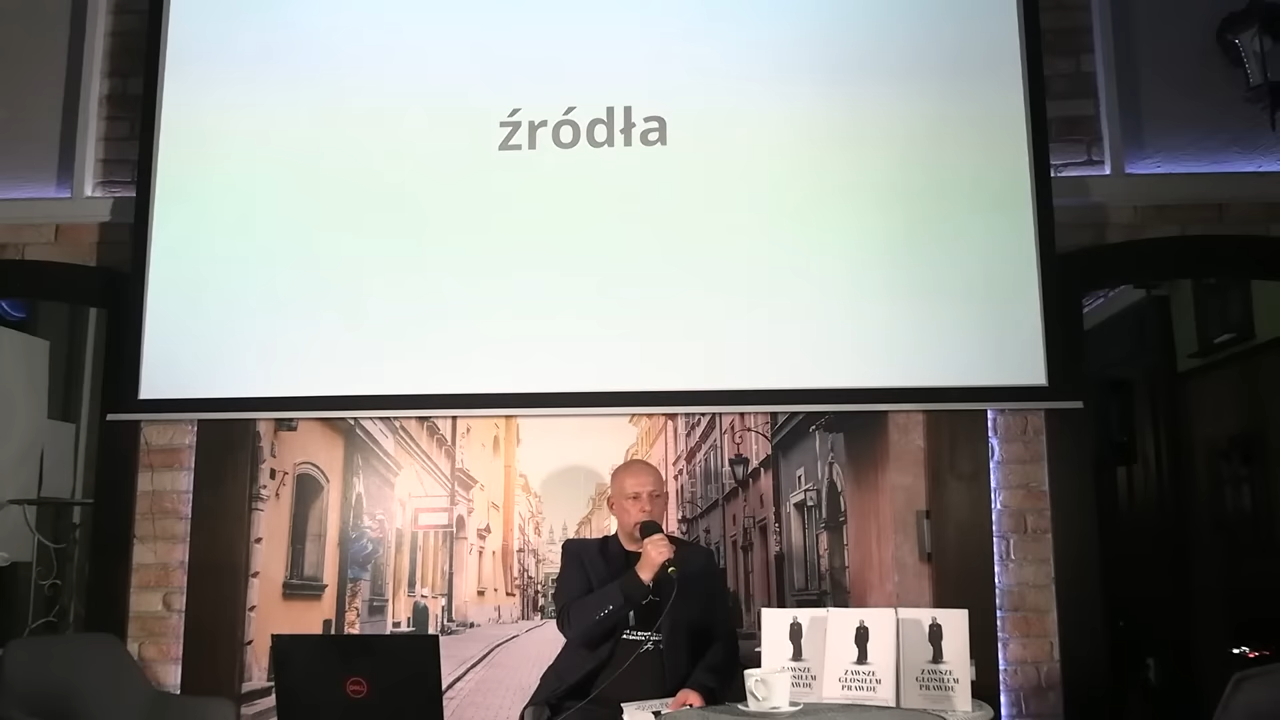 źródła
DELL
ZAWSZE
GŁOSIŁEM
PRAWDĘ
ZAWSZE
GŁOSIŁEM
PRAWDĘ
ZAWSZE
GŁOSIŁEM
PRAWDĘ